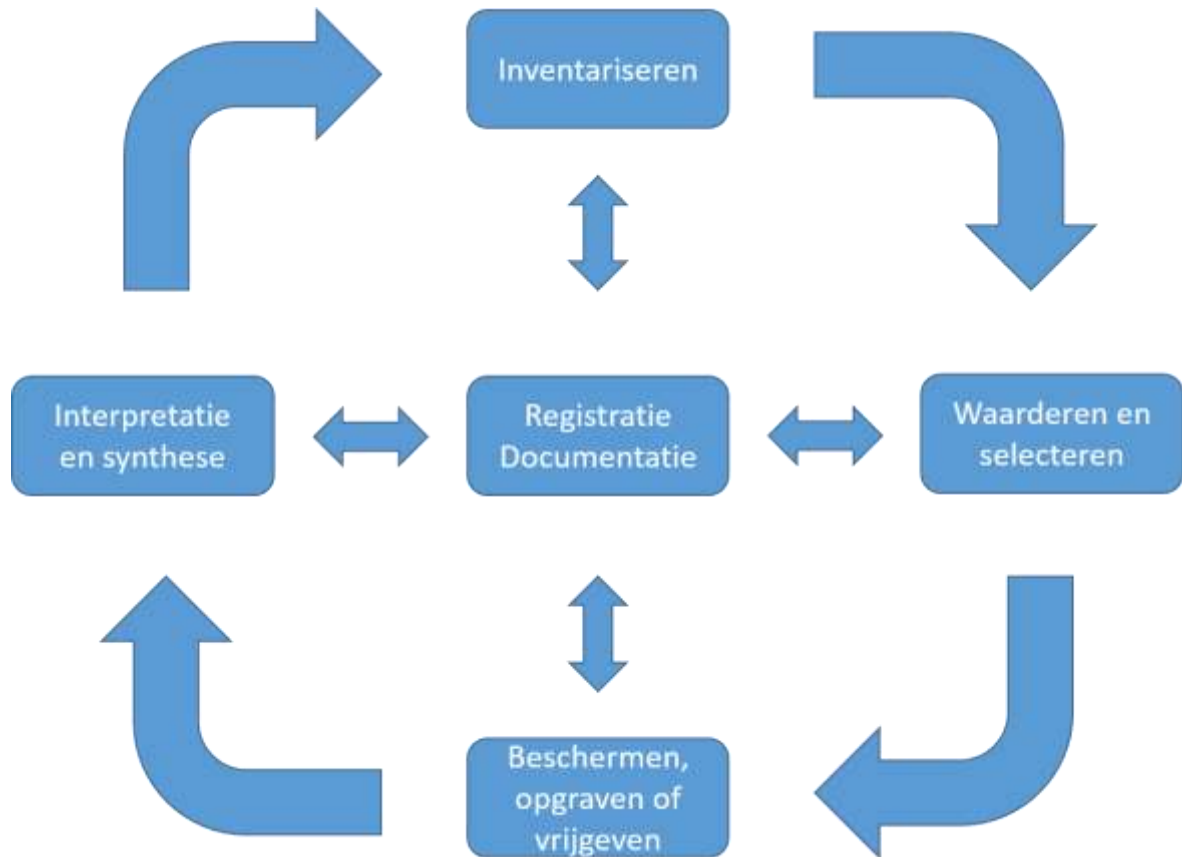 Inventariseren
Interpretatie
en synthese
Registratie
Documentatie
Waarderen en
selecteren
Beschermen,
opgraven of
vrijgeven